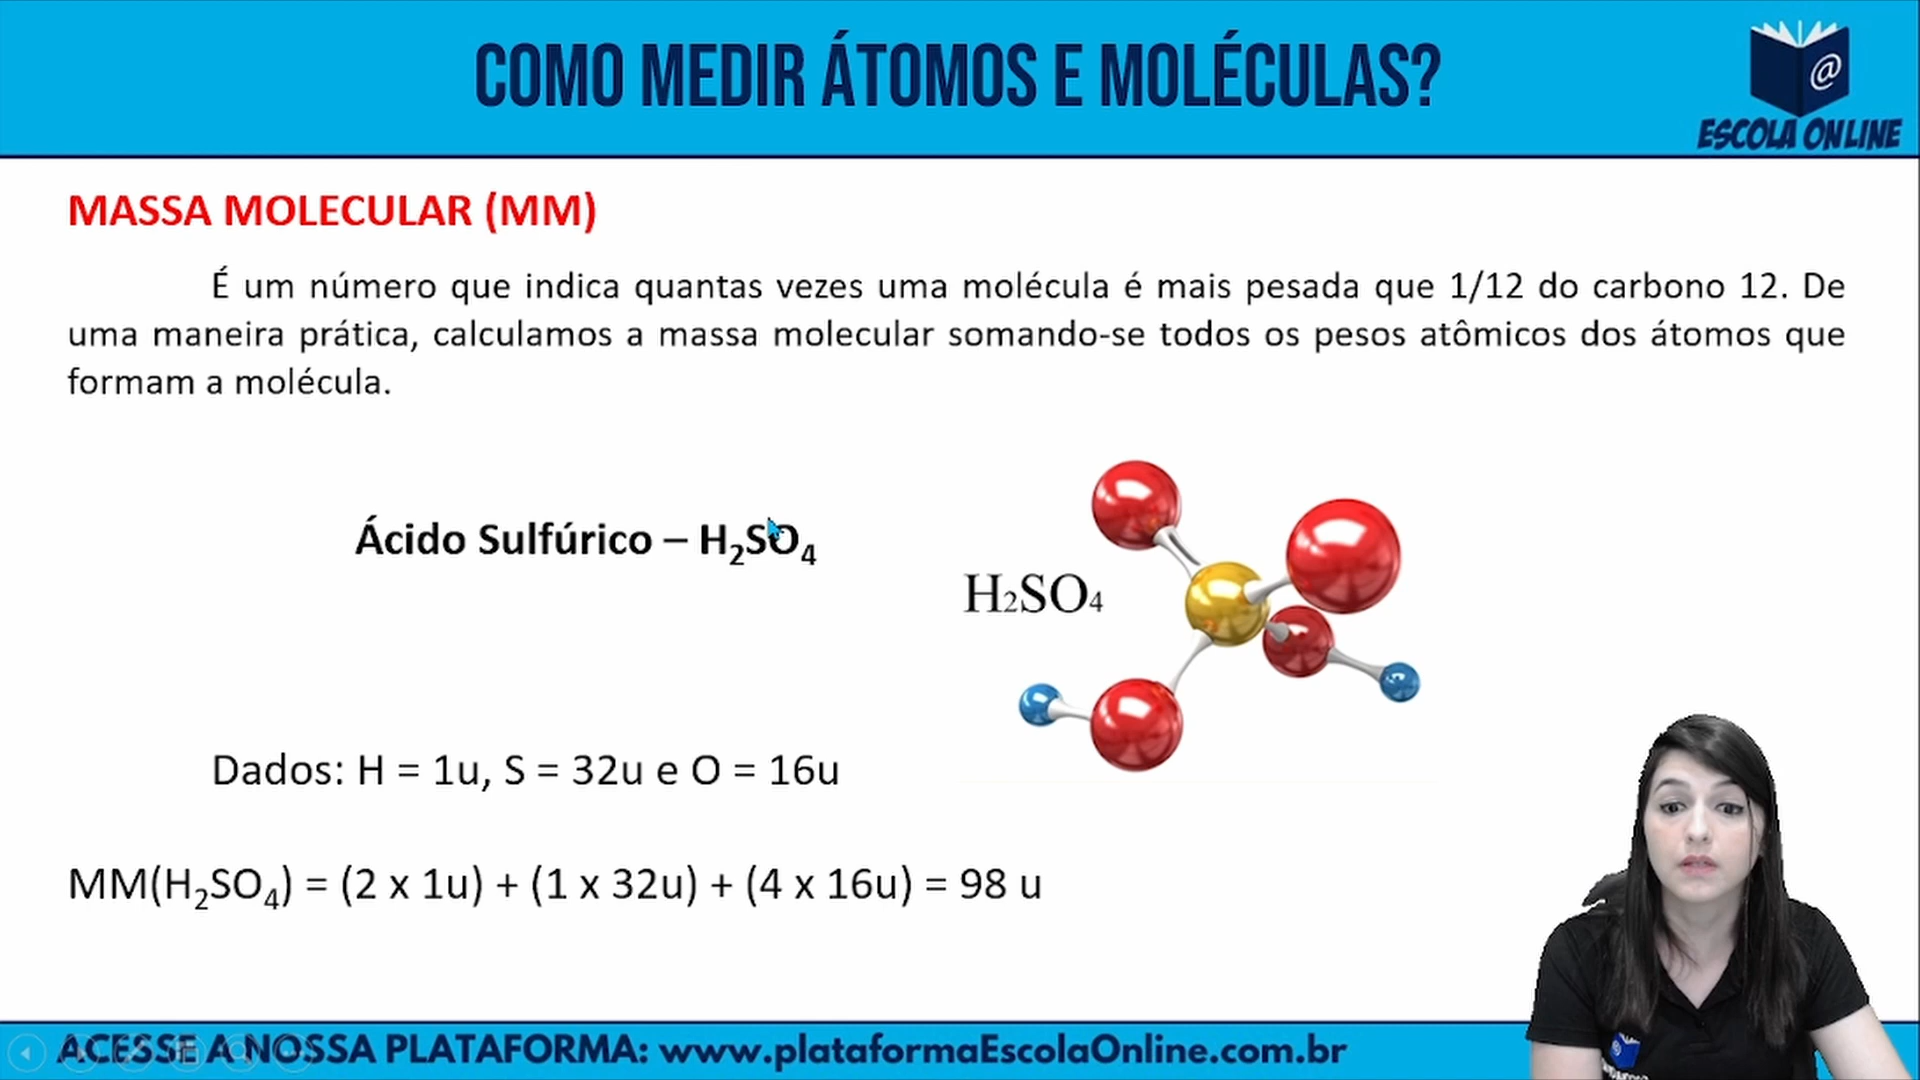 COMO MEDIR ÁTOMOS E MOLÉCULAS?
@
ESCOLA ONLINE
MASSA MOLECULAR (MM)
É um número que indica quantas vezes uma molécula é mais pesada que 1/12 do carbono 12. De
uma maneira prática, calculamos a massa molecular somando-se todos os pesos atômicos dos átomos que
formam a molécula.
Ácido Sulfúrico – H₂SO₄
H₂SO₄
Dados: H = 1u, S = 32u e O = 16u
MM(H₂SO₄) = (2 x 1u) + (1 x 32u) + (4 x 16u) = 98 u
ACESSE A NOSSA PLATAFORMA: www.plataformaEscolaOnline.com.br